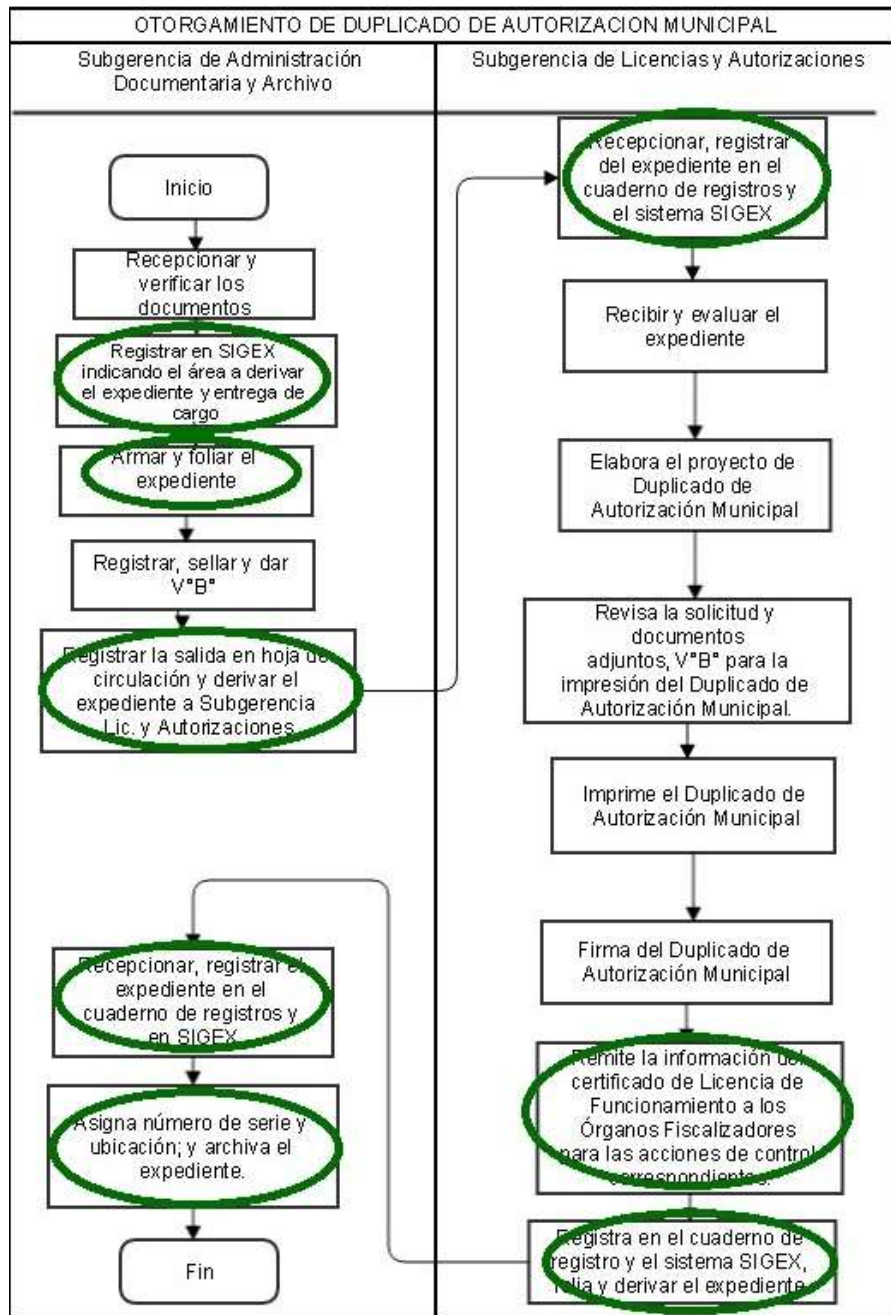 OTORGAMIENTO DE DUPLICADO DE AUTORIZACION MUNICIPAL
Subgerencia de Administración
Documentaria y Archivo
Subgerencia de Licencias y Autorizaciones
Inicio
Recepcionar y
verificar los
documentos
Registrar en SIGEX
indicando el área a derivar
el expediente y entrega de
cargo
Armar y foliar el
expediente
Registrar, sellar y dar
V°B°
Registrar la salida en hoja de
circulación y derivar el
expediente a Subgerencia
Lic. y Autorizaciones
Recepcionar, registrar
del expediente en el
cuaderno de registros y
el sistema SIGEX
Recibir y evaluar el
expediente
Elabora el proyecto de
Duplicado de
Autorización Municipal
Revisa la solicitud y
documentos
adjuntos, V°B° para la
impresión del Duplicado de
Autorización Municipal.
Imprime el Duplicado de
Autorización Municipal
Firma del Duplicado de
Autorización Municipal
Remite la información del
certificado de Licencia de
Funcionamiento a los
Órganos Fiscalizadores
para las acciones de control
correspondientes.
Registra en el cuaderno de
registro y el sistema SIGEX,
folia y derivar el expediente
Recepcionar, registrar el
expediente en el
cuaderno de registros y
en SIGEX
Asigna número de serie y
ubicación; y archiva el
expediente.
Fin